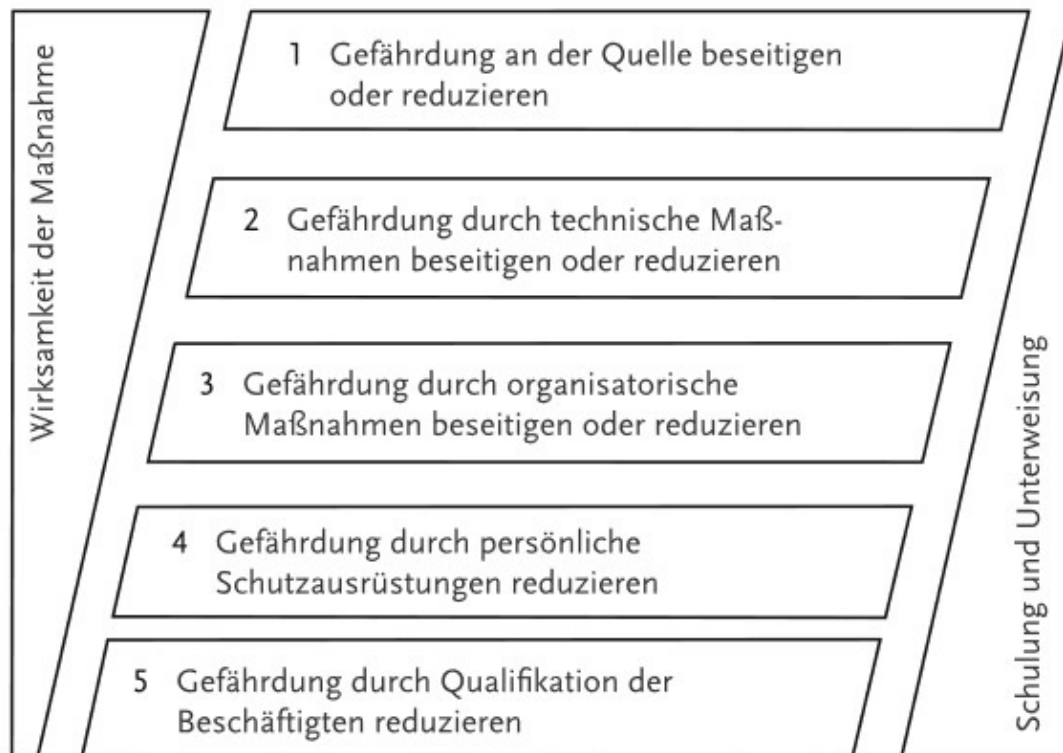 Wirksamkeit der Maßnahme
1 Gefährdung an der Quelle beseitigen
oder reduzieren
2 Gefährdung durch technische Maß-
nahmen beseitigen oder reduzieren
3 Gefährdung durch organisatorische
Maßnahmen beseitigen oder reduzieren
4 Gefährdung durch persönliche
Schutzausrüstungen reduzieren
5 Gefährdung durch Qualifikation der
Beschäftigten reduzieren
Schulung und Unterweisung